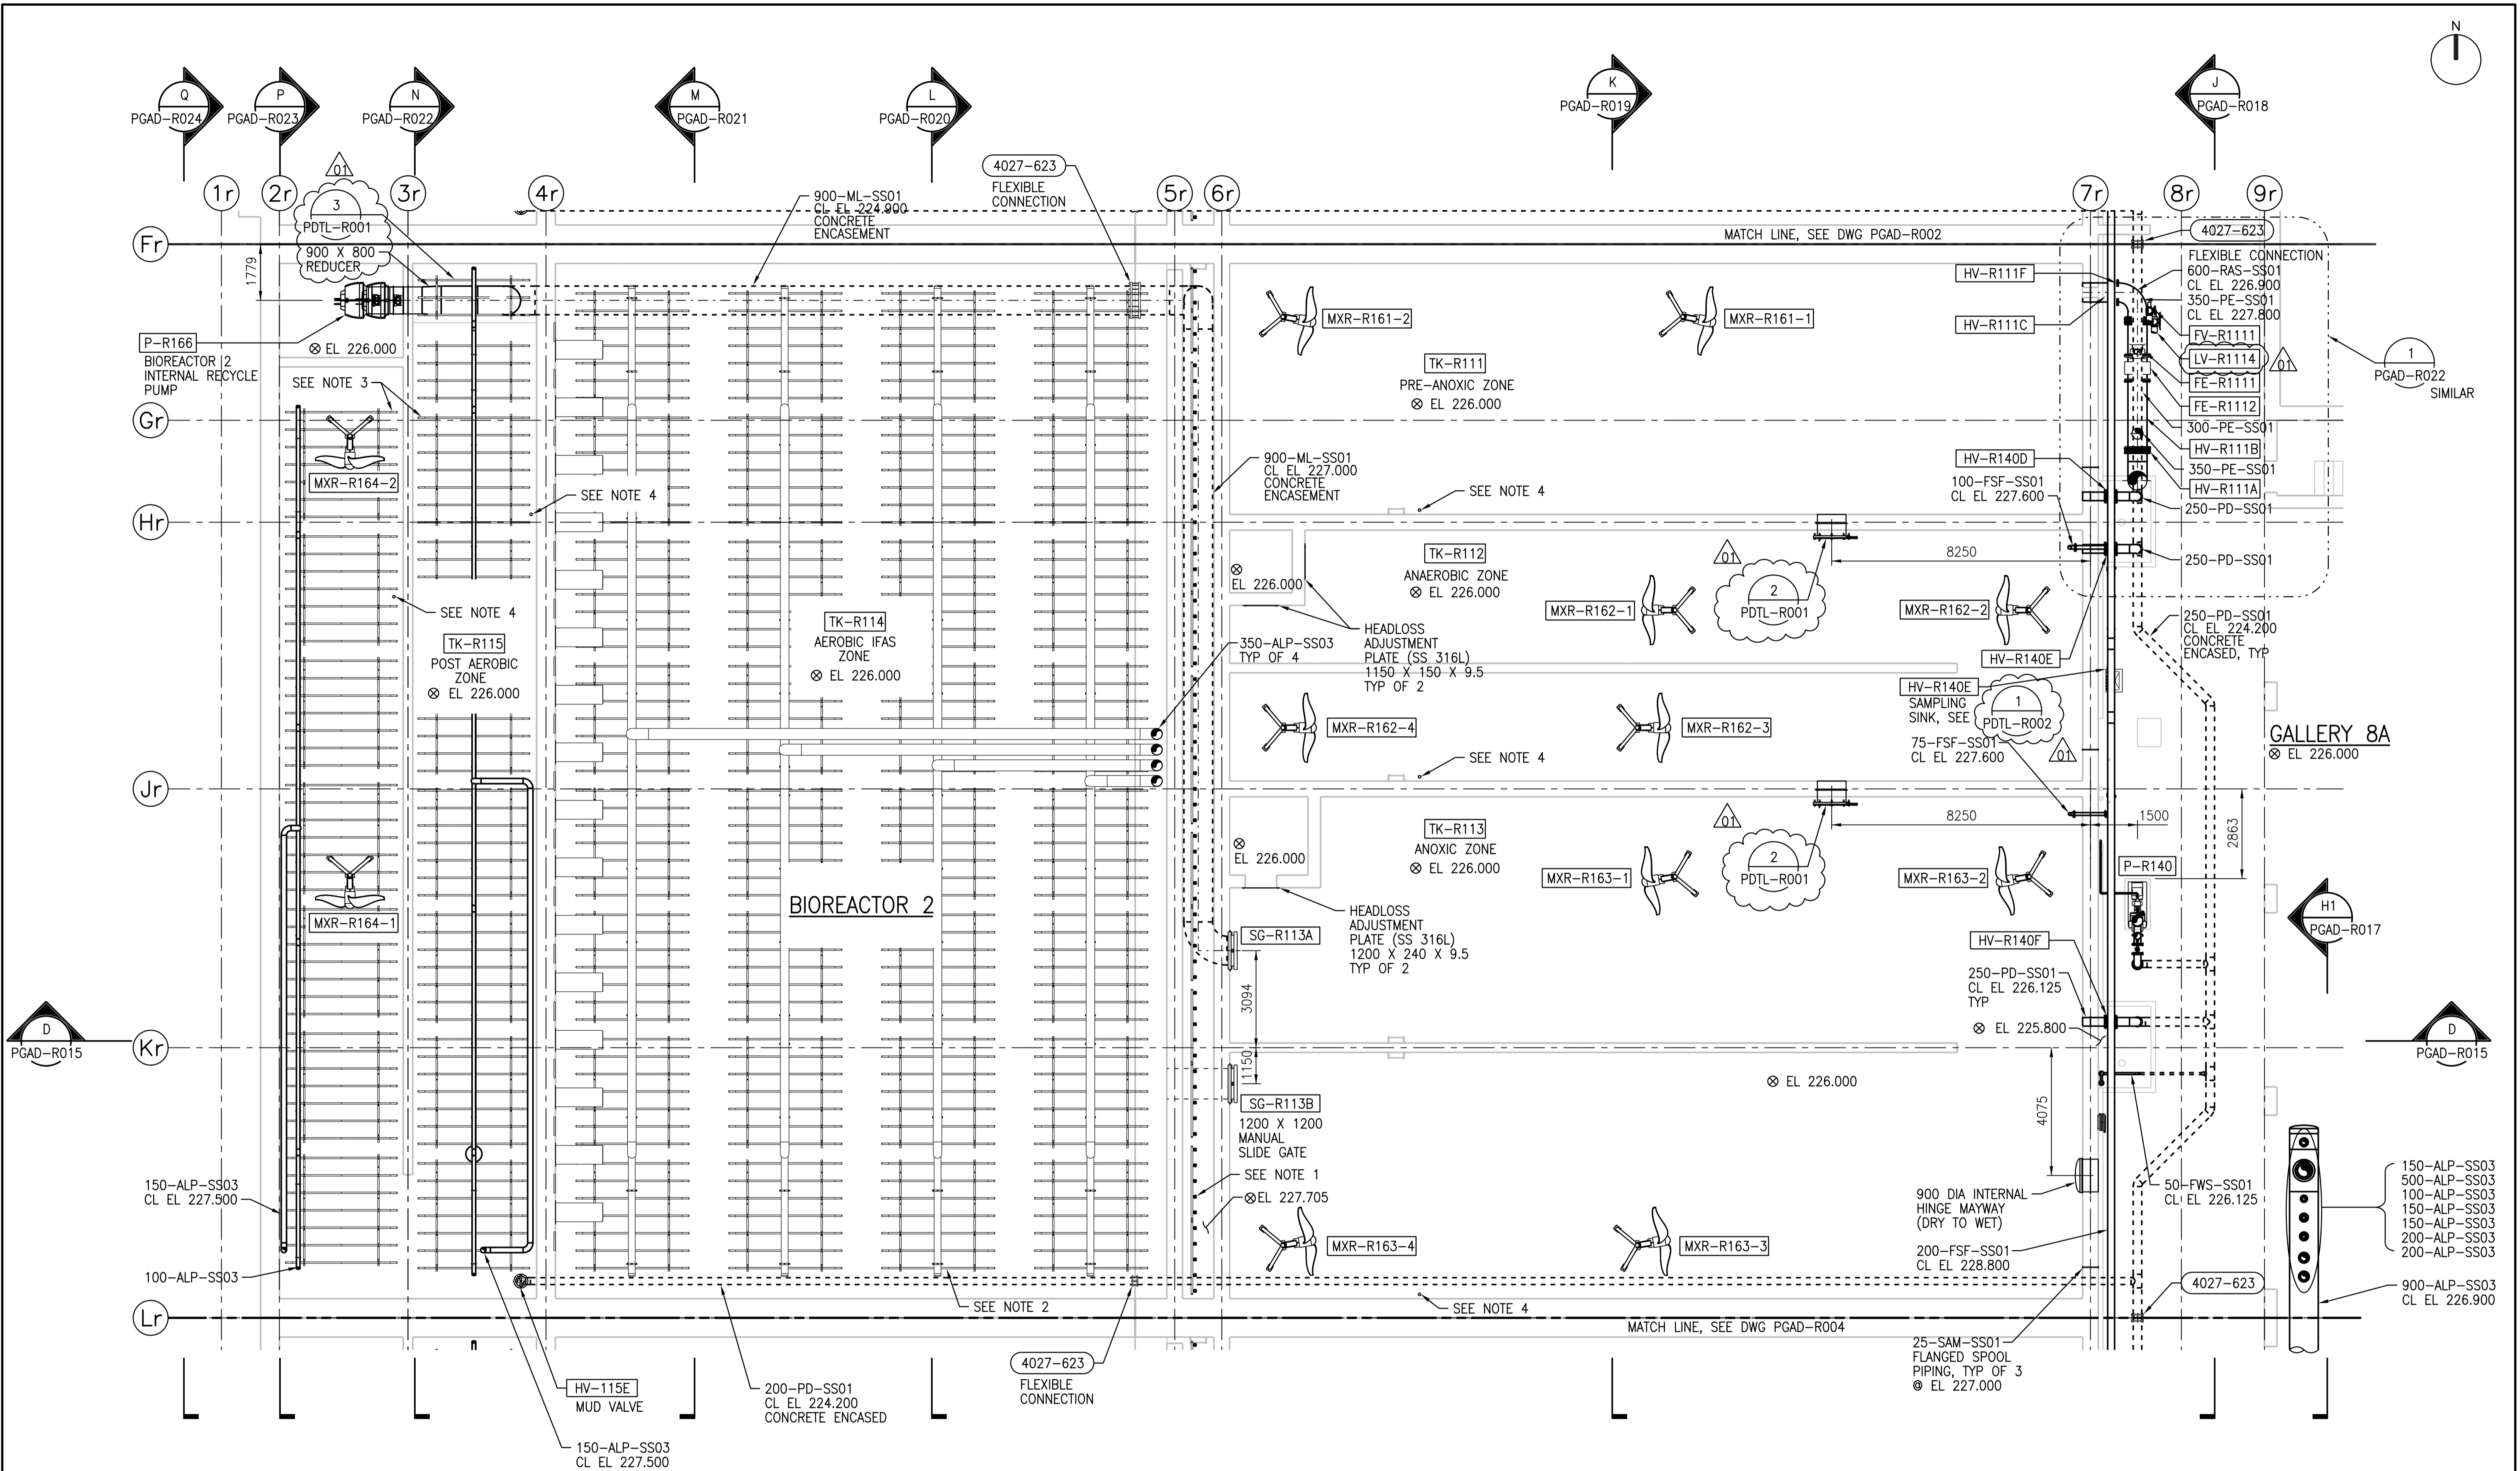 N
Q
PGAD-R024
P
PGAD-R023
N
PGAD-R022
M
PGAD-R021
L
PGAD-R020
K
PGAD-R019
J
PGAD-R018
01
3
PDTL-R001
900 X 800
REDUCER
1r
2r
3r
4r
5r
6r
7r
8r
9r
900-ML-SS01
CL EL 224.900
CONCRETE
ENCASEMENT
4027-623
FLEXIBLE
CONNECTION
Fr
MATCH LINE, SEE DWG PGAD-R002
4027-623
FLEXIBLE CONNECTION
600-RAS-SS01
CL EL 226.900
350-PE-SS01
CL EL 227.800
FV-R1111
LV-R1114
01
FE-R1111
FE-R1112
300-PE-SS01
HV-R111B
350-PE-SS01
HV-R111A
250-PD-SS01
250-PD-SS01
1
PGAD-R022
SIMILAR
1779
P-R166
BIOREACTOR 2
INTERNAL RECYCLE
PUMP
EL 226.000
SEE NOTE 3
Gr
MXR-R164-2
SEE NOTE 4
Hr
SEE NOTE 4
TK-R115
POST AEROBIC
ZONE
EL 226.000
TK-R114
AEROBIC IFAS
ZONE
EL 226.000
350-ALP-SS03
TYP OF 4
MXR-R161-2
MXR-R161-1
TK-R111
PRE-ANOXIC ZONE
EL 226.000
HV-R111F
HV-R111C
900-ML-SS01
CL EL 227.000
CONCRETE
ENCASEMENT
SEE NOTE 4
HV-R140D
100-FSF-SS01
CL EL 227.600
EL 226.000
TK-R112
ANAEROBIC ZONE
EL 226.000
01
2
PDTL-R001
8250
MXR-R162-1
MXR-R162-2
HEADLOSS
ADJUSTMENT
PLATE (SS 316L)
1150 X 150 X 9.5
TYP OF 2
HV-R140E
250-PD-SS01
CL EL 224.200
CONCRETE
ENCASED, TYP
HV-R140E
SAMPLING
SINK, SEE
1
PDTL-R002
01
75-FSF-SS01
CL EL 227.600
GALLERY 8A
EL 226.000
MXR-R162-4
MXR-R162-3
SEE NOTE 4
Jr
EL 226.000
TK-R113
ANOXIC ZONE
EL 226.000
01
2
PDTL-R001
8250
1500
2863
MXR-R163-1
MXR-R163-2
P-R140
MXR-R164-1
BIOREACTOR 2
HEADLOSS
ADJUSTMENT
PLATE (SS 316L)
1200 X 240 X 9.5
TYP OF 2
SG-R113A
HV-R140F
250-PD-SS01
CL EL 226.125
TYP
EL 225.800
H1
PGAD-R017
3094
D
PGAD-R015
Kr
D
PGAD-R015
1150
EL 226.000
SG-R113B
1200 X 1200
MANUAL
SLIDE GATE
SEE NOTE 1
EL 227.705
4075
900 DIA INTERNAL
HINGE MAYWAY
(DRY TO WET)
50-FWS-SS01
CL EL 226.125
150-ALP-SS03
500-ALP-SS03
100-ALP-SS03
150-ALP-SS03
150-ALP-SS03
200-ALP-SS03
200-ALP-SS03
900-ALP-SS03
CL EL 226.900
150-ALP-SS03
CL EL 227.500
100-ALP-SS03
MXR-R163-4
MXR-R163-3
200-FSF-SS01
CL EL 228.800
4027-623
SEE NOTE 2
SEE NOTE 4
Lr
MATCH LINE, SEE DWG PGAD-R004
HV-115E
MUD VALVE
200-PD-SS01
CL EL 224.200
CONCRETE ENCASED
4027-623
FLEXIBLE
CONNECTION
25-SAM-SS01
FLANGED SPOOL
PIPING, TYP OF 3
@ EL 227.000
150-ALP-SS03
CL EL 227.500